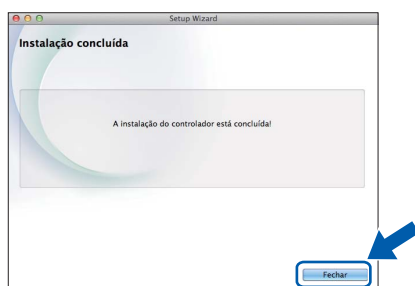 Setup Wizard
Instalação concluída
A instalação do controlador está concluída!
Fechar